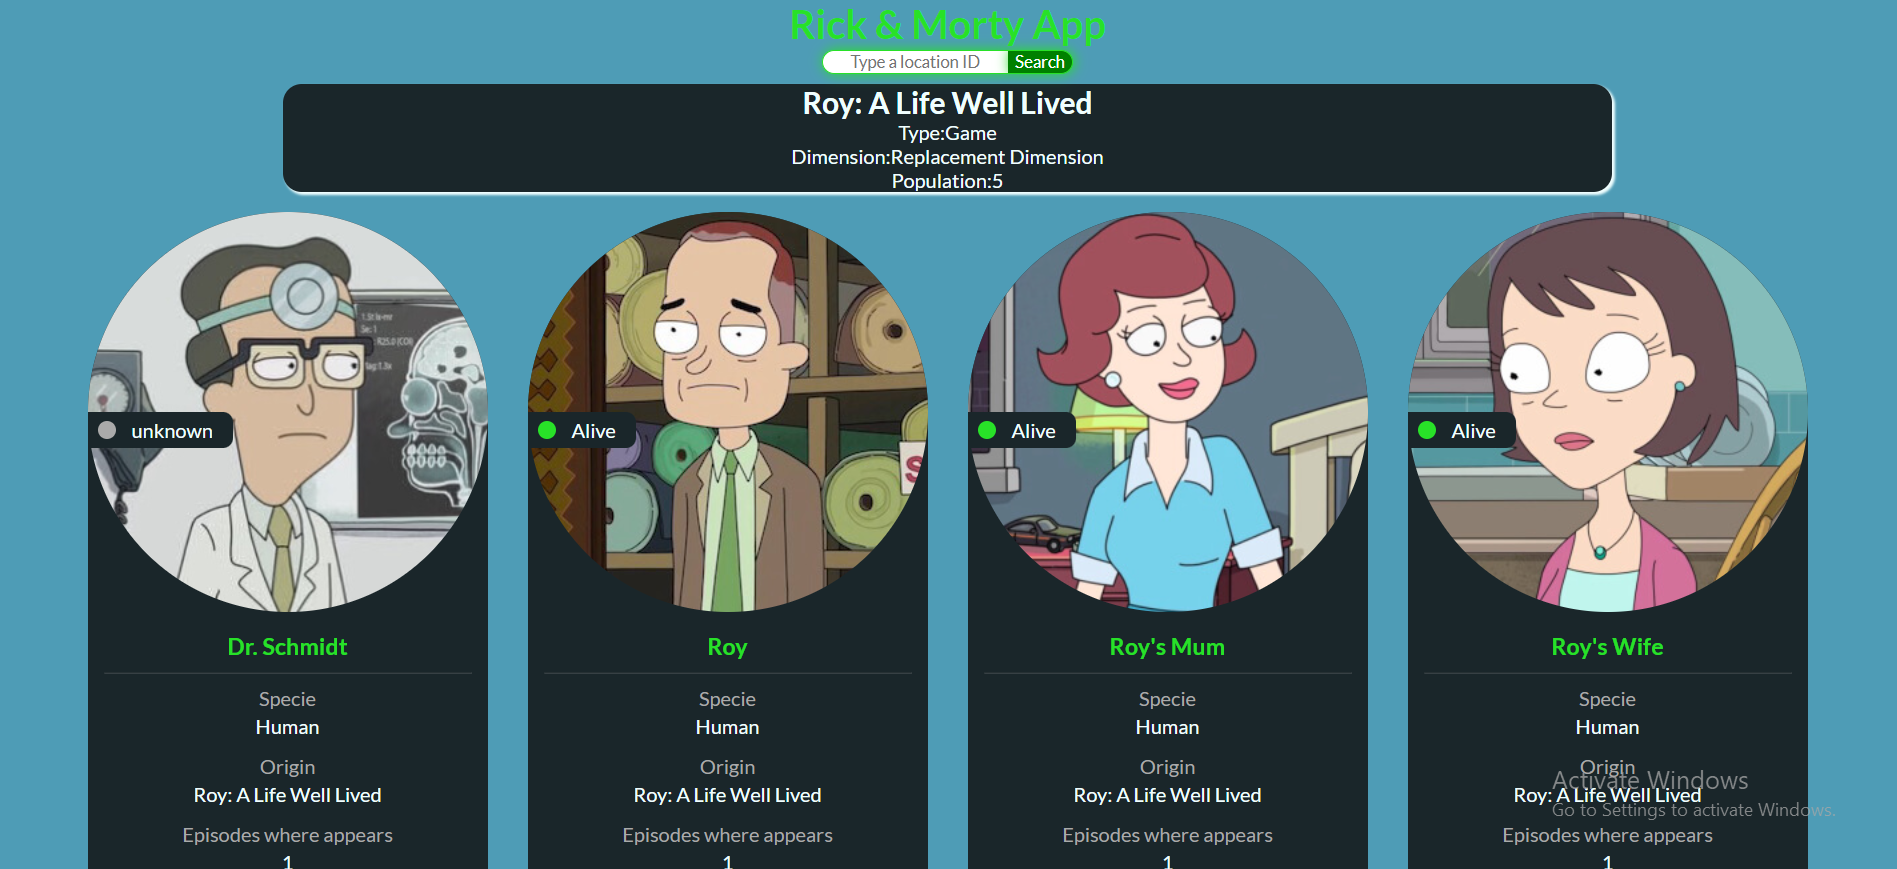 Rick & Morty App
Type a location ID Search
Roy: A Life Well Lived
Type:Game
Dimension:Replacement Dimension
Population:5
unknown
Dr. Schmidt
Specie
Human
Origin
Roy: A Life Well Lived
Episodes where appears
1
Alive
Roy
Specie
Human
Origin
Roy: A Life Well Lived
Episodes where appears
1
Alive
Roy's Mum
Specie
Human
Origin
Roy: A Life Well Lived
Episodes where appears
1
Alive
Roy's Wife
Specie
Human
Origin
Roy: A Life Well Lived
Episodes where appears
1
Activate Windows
Go to Settings to activate Windows.